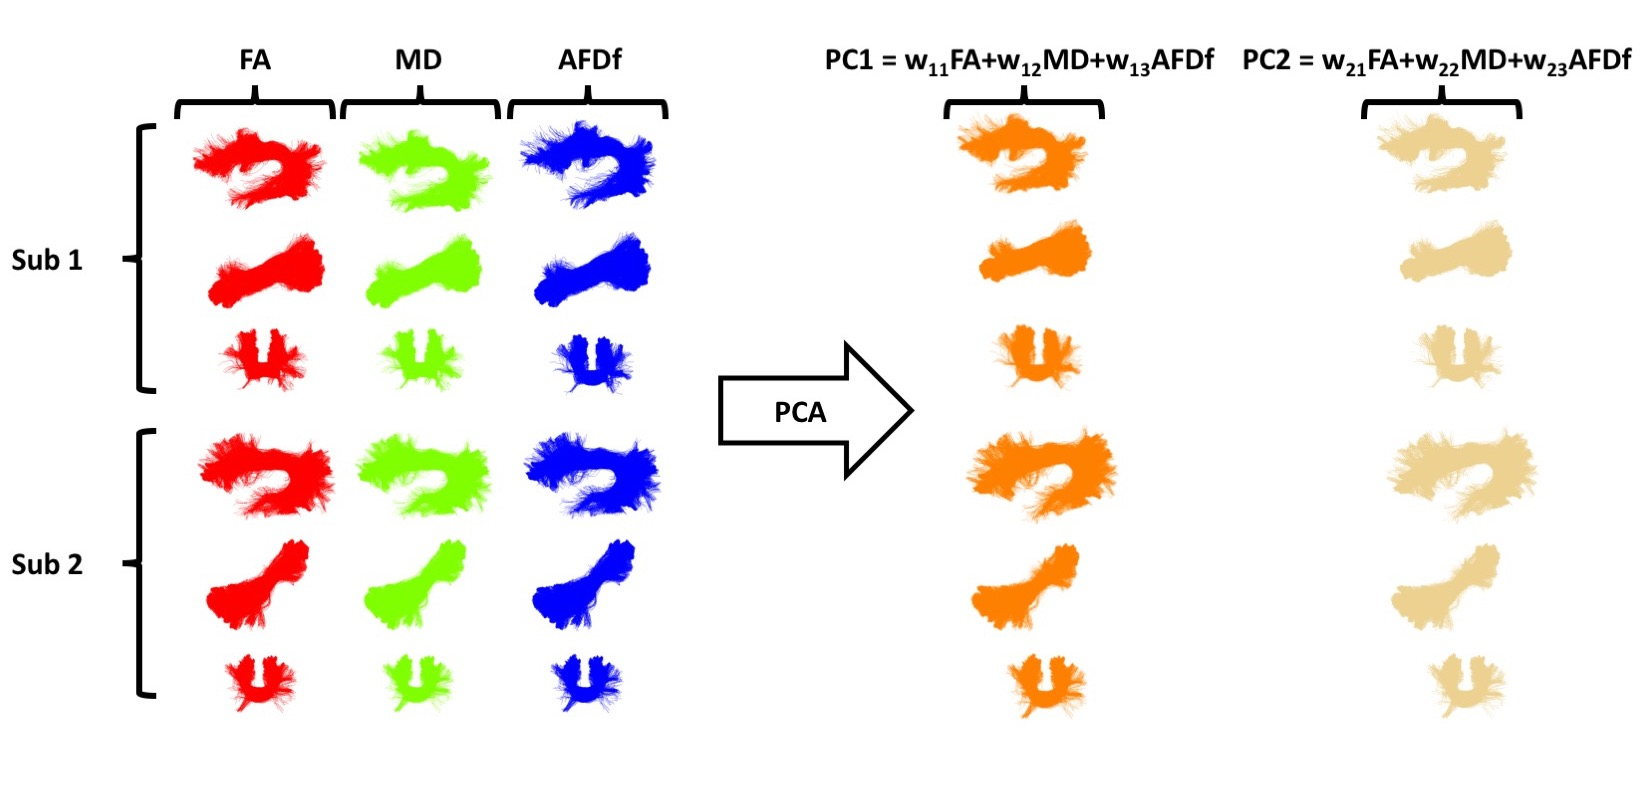 FA MD AFDf PC1 = w₁₁FA+w₁₂MD+w₁₃AFDf PC2 = w₂₁FA+w₂₂MD+w₂₃AFDf
Sub 1
PCA
Sub 2